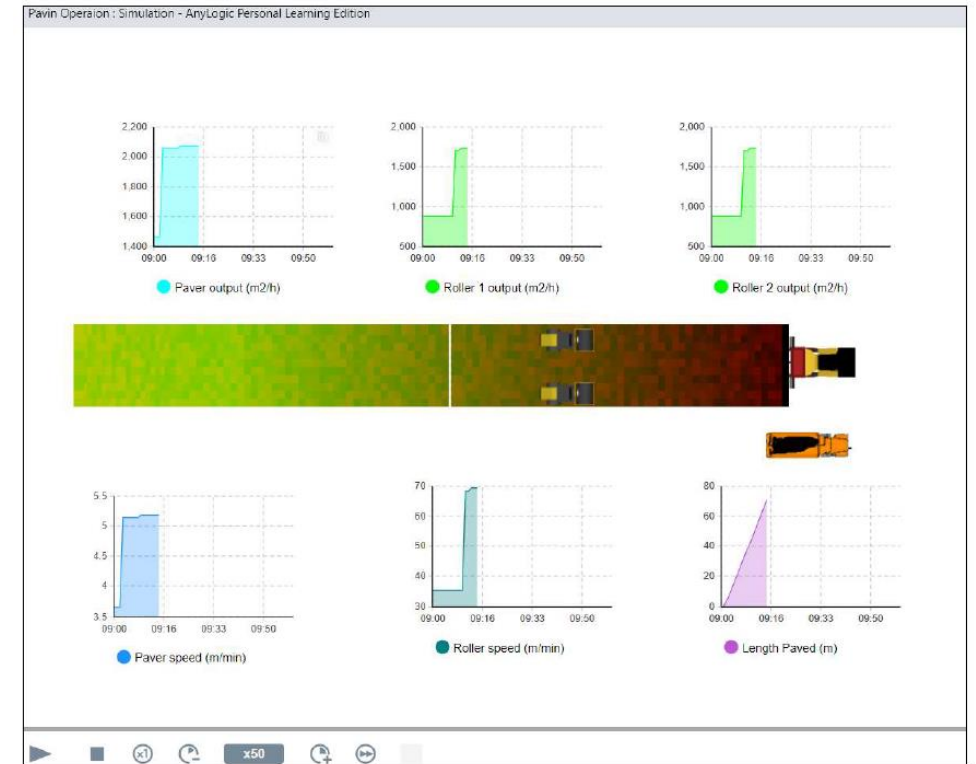 Pavin Operaion : Simulation - AnyLogic Personal Learning Edition
2,200
2,000
1,800
1,600
1,400
09:00 09:16 09:33 09:50
Paver output (m2/h)
2,000
1,500
1,000
500
09:00 09:16 09:33 09:50
Roller 1 output (m2/h)
2,000
1,500
1,000
500
09:00 09:16 09:33 09:50
Roller 2 output (m2/h)
5.5
5
4.5
4
3.5
09:00 09:16 09:33 09:50
Paver speed (m/min)
70
60
50
40
30
09:00 09:16 09:33 09:50
Roller speed (m/min)
80
60
40
20
0
09:00 09:16 09:33 09:50
Length Paved (m)
x1 x50